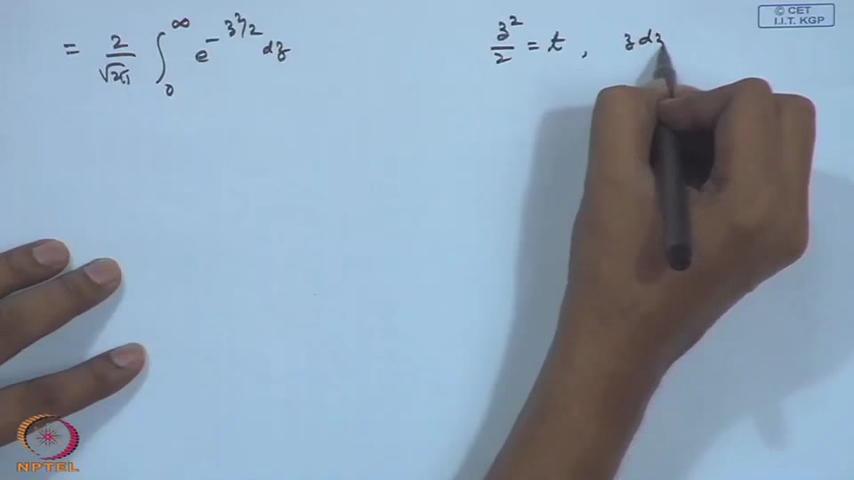 = 2/√2π ∫₀^∞ e^(-z²/2) dz
z²/2 = t , z dz
© CET
I.I.T. KGP
NPTEL